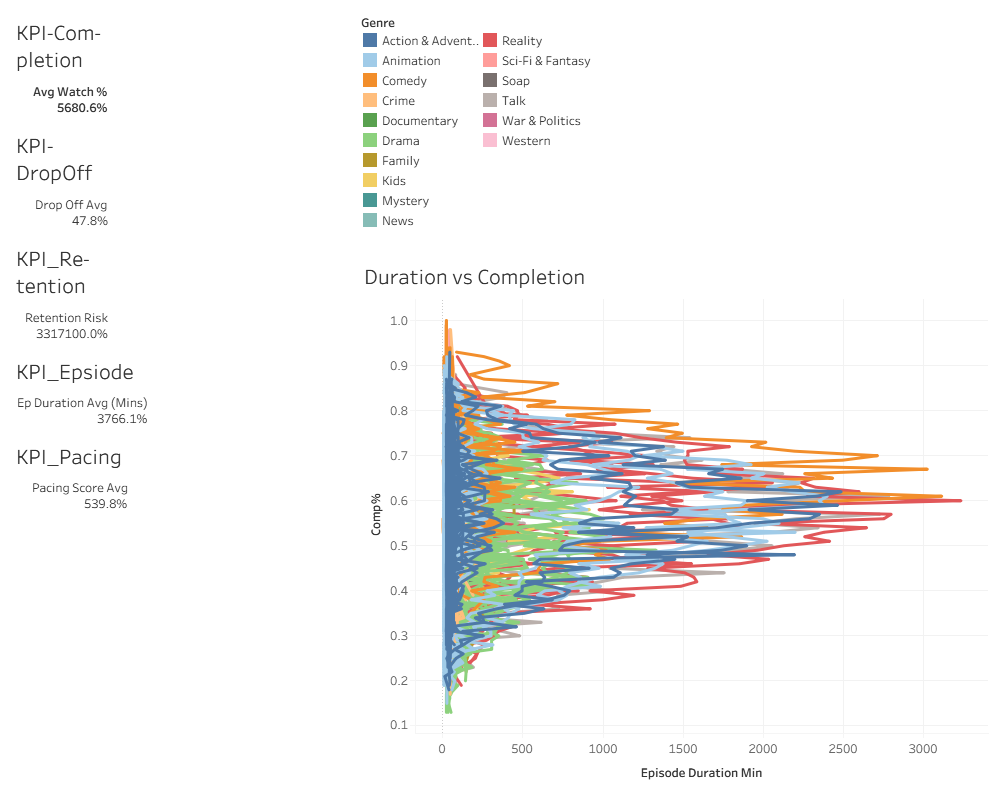 KPI-Com-
pletion
Avg Watch %
5680.6%
KPI-
DropOff
Drop Off Avg
47.8%
KPI_Re-
tention
Retention Risk
3317100.0%
KPI_Epsiode
Ep Duration Avg (Mins)
3766.1%
KPI_Pacing
Pacing Score Avg
539.8%
Genre
Action & Advent..
Animation
Comedy
Crime
Documentary
Drama
Family
Kids
Mystery
News
Reality
Sci-Fi & Fantasy
Soap
Talk
War & Politics
Western
Duration vs Completion
Comp%
1.0
0.9
0.8
0.7
0.6
0.5
0.4
0.3
0.2
0.1
0 500 1000 1500 2000 2500 3000
Episode Duration Min